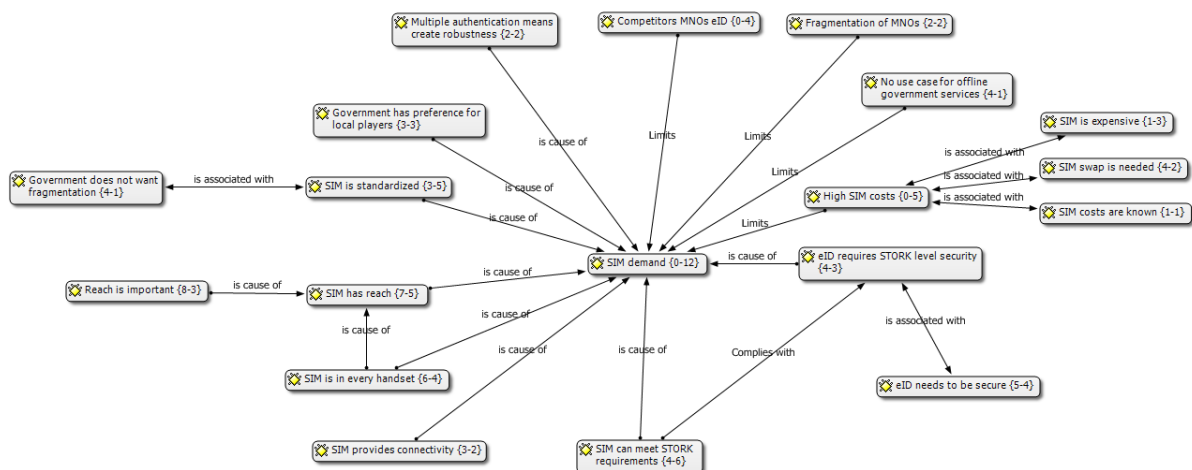 Multiple authentication means
create robustness {2-2}
Competitors MNOs eID {0-4}
Fragmentation of MNOs {2-2}
No use case for offline
government services {4-1}
Government has preference for
local players {3-3}
SIM is expensive {1-3}
is associated with
is cause of
Limits
Limits
SIM swap is needed {4-2}
is associated with
Government does not want
fragmentation {4-1}
is associated with
SIM is standardized {3-5}
is cause of
Limits
High SIM costs {0-5}
is associated with
SIM costs are known {1-1}
is cause of
Limits
SIM demand {0-12}
is cause of
eID requires STORK level security
{4-3}
is cause of
Reach is important {8-3}
is cause of
SIM has reach {7-5}
is cause of
is associated with
is cause of
is cause of
is cause of
Complies with
SIM is in every handset {6-4}
eID needs to be secure {5-4}
SIM provides connectivity {3-2}
SIM can meet STORK
requirements {4-6}